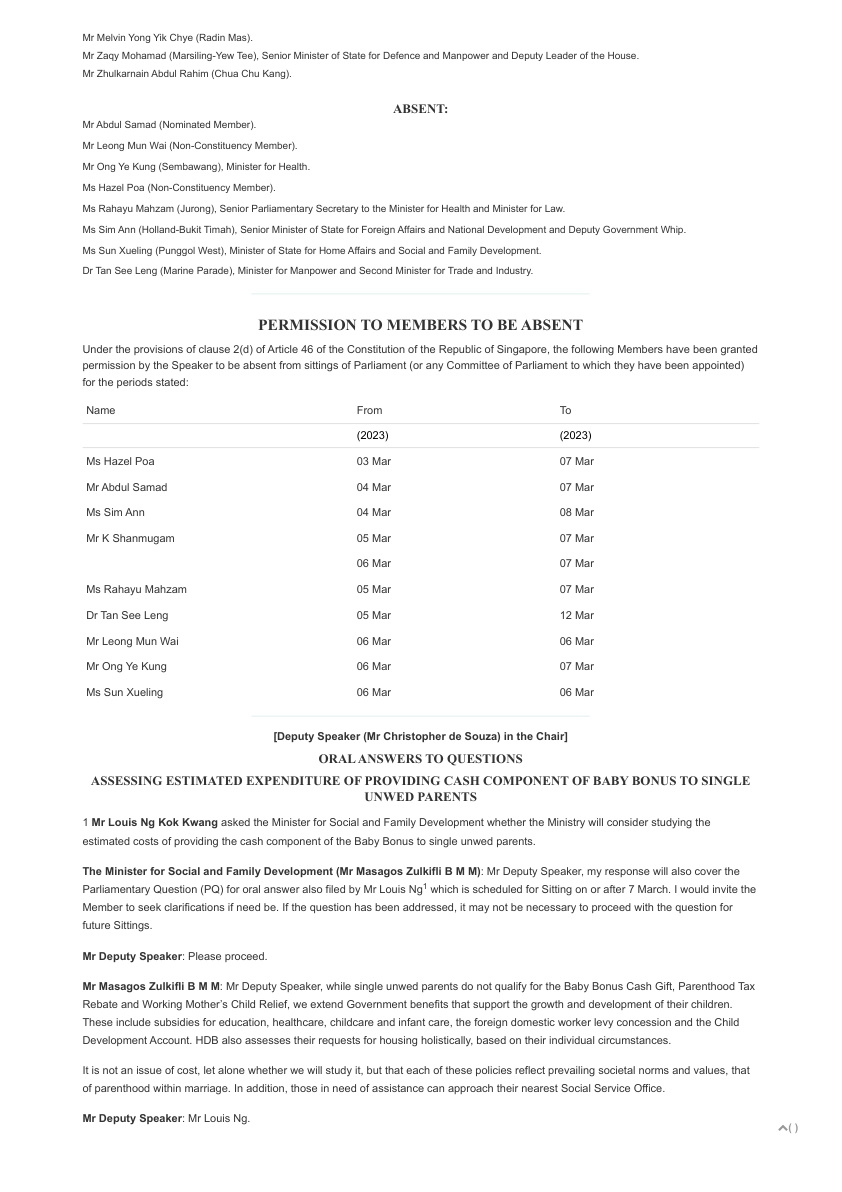 Mr Melvin Yong Yik Chye (Radin Mas).
Mr Zaqy Mohamad (Marsiling-Yew Tee), Senior Minister of State for Defence and Manpower and Deputy Leader of the House.
Mr Zhulkarnain Abdul Rahim (Chua Chu Kang).
ABSENT:
Mr Abdul Samad (Nominated Member).
Mr Leong Mun Wai (Non-Constituency Member).
Mr Ong Ye Kung (Sembawang), Minister for Health.
Ms Hazel Poa (Non-Constituency Member).
Ms Rahayu Mahzam (Jurong), Senior Parliamentary Secretary to the Minister for Health and Minister for Law.
Ms Sim Ann (Holland-Bukit Timah), Senior Minister of State for Foreign Affairs and National Development and Deputy Government Whip.
Ms Sun Xueling (Punggol West), Minister of State for Home Affairs and Social and Family Development.
Dr Tan See Leng (Marine Parade), Minister for Manpower and Second Minister for Trade and Industry.
PERMISSION TO MEMBERS TO BE ABSENT
Under the provisions of clause 2(d) of Article 46 of the Constitution of the Republic of Singapore, the following Members have been granted
permission by the Speaker to be absent from sittings of Parliament (or any Committee of Parliament to which they have been appointed)
for the periods stated:
Name From To
(2023) (2023)
Ms Hazel Poa 03 Mar 07 Mar
Mr Abdul Samad 04 Mar 07 Mar
Ms Sim Ann 04 Mar 08 Mar
Mr K Shanmugam 05 Mar 07 Mar
06 Mar 07 Mar
Ms Rahayu Mahzam 05 Mar 07 Mar
Dr Tan See Leng 05 Mar 12 Mar
Mr Leong Mun Wai 06 Mar 06 Mar
Mr Ong Ye Kung 06 Mar 07 Mar
Ms Sun Xueling 06 Mar 06 Mar
[Deputy Speaker (Mr Christopher de Souza) in the Chair]
ORAL ANSWERS TO QUESTIONS
ASSESSING ESTIMATED EXPENDITURE OF PROVIDING CASH COMPONENT OF BABY BONUS TO SINGLE
UNWED PARENTS
1 Mr Louis Ng Kok Kwang asked the Minister for Social and Family Development whether the Ministry will consider studying the
estimated costs of providing the cash component of the Baby Bonus to single unwed parents.
The Minister for Social and Family Development (Mr Masagos Zulkifli B M M): Mr Deputy Speaker, my response will also cover the
Parliamentary Question (PQ) for oral answer also filed by Mr Louis Ng1 which is scheduled for Sitting on or after 7 March. I would invite the
Member to seek clarifications if need be. If the question has been addressed, it may not be necessary to proceed with the question for
future Sittings.
Mr Deputy Speaker: Please proceed.
Mr Masagos Zulkifli B M M: Mr Deputy Speaker, while single unwed parents do not qualify for the Baby Bonus Cash Gift, Parenthood Tax
Rebate and Working Mother's Child Relief, we extend Government benefits that support the growth and development of their children.
These include subsidies for education, healthcare, childcare and infant care, the foreign domestic worker levy concession and the Child
Development Account. HDB also assesses their requests for housing holistically, based on their individual circumstances.
It is not an issue of cost, let alone whether we will study it, but that each of these policies reflect prevailing societal norms and values, that
of parenthood within marriage. In addition, those in need of assistance can approach their nearest Social Service Office.
Mr Deputy Speaker: Mr Louis Ng.
( )